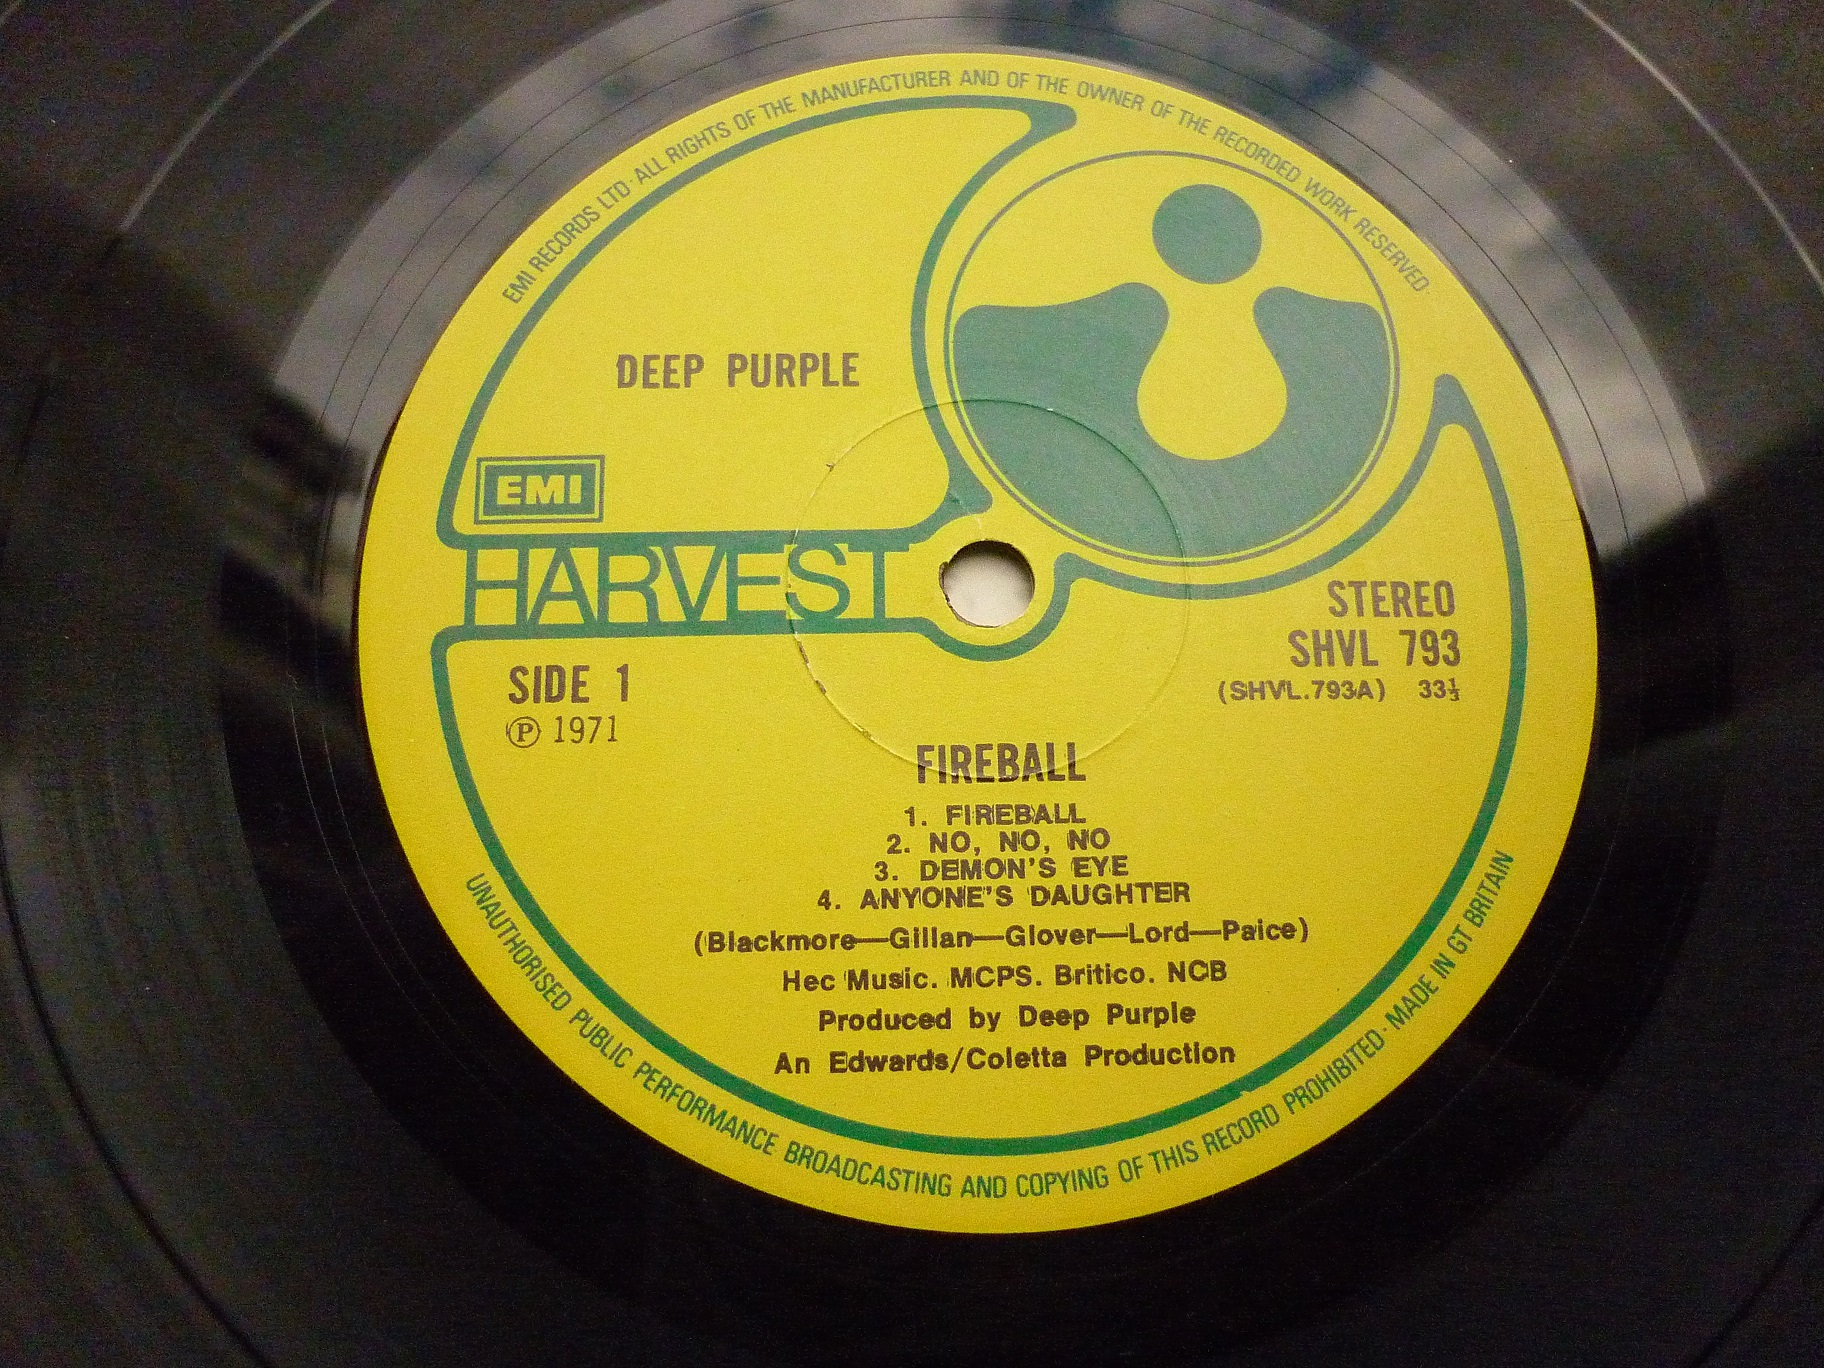 EMI RECORDS LTD · ALL RIGHTS OF THE MANUFACTURER AND OF THE OWNER OF THE RECORDED WORK RESERVED ·
DEEP PURPLE
EMI
HARVEST
STEREO
SHVL 793
(SHVL.793A) 33⅓
SIDE 1
Ⓟ 1971
FIREBALL
1. FIREBALL
2. NO, NO, NO
3. DEMON'S EYE
4. ANYONE'S DAUGHTER
(Blackmore—Gillan—Glover—Lord—Paice)
Hec Music. MCPS. Britico. NCB
Produced by Deep Purple
An Edwards/Coletta Production
UNAUTHORISED PUBLIC PERFORMANCE BROADCASTING AND COPYING OF THIS RECORD PROHIBITED · MADE IN GT BRITAIN